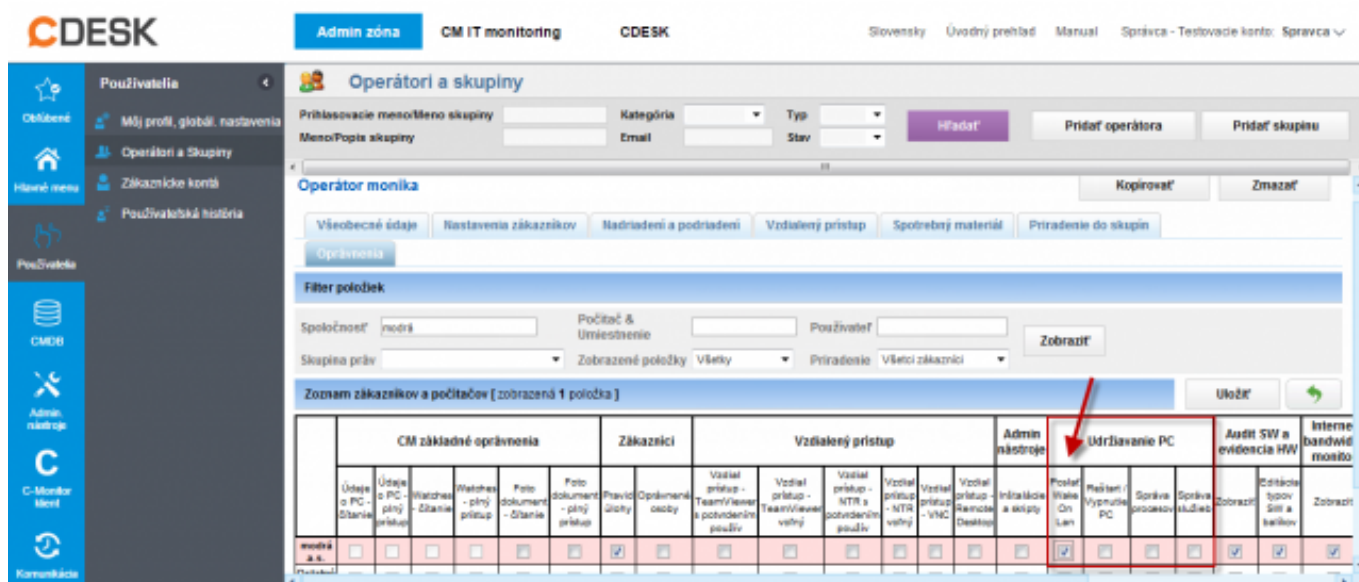 CDESK
Admin zóna CM IT monitoring CDESK Slovensky Úvodný prehľad Manual Správca - Testovacie konto: Spravca
Obľúbené
Hlavné menu
Používatelia
CMDB
Admin. nástroje
C-Monitor klient
Komunikácia
Používatelia
Môj profil, globál. nastavenia
Operátori a Skupiny
Zákaznícke kontá
Používateľská história
Operátori a skupiny
Prihlasovacie meno/Meno skupiny Kategória Typ Hľadať Pridať operátora Pridať skupinu
Meno/Popis skupiny Email Stav
Operátor monika Kopírovať Zmazať
Všeobecné údaje Nastavenia zákazníkov Nadriadení a podriadení Vzdialený prístup Spotrebný materiál Priradenie do skupín
Oprávnenia
Filter položiek
Spoločnosť modrá Počítač & Umiestnenie Používateľ Zobraziť
Skupina práv Zobrazené položky Všetky Priradenie Všetci zákazníci
Zoznam zákazníkov a počítačov [ zobrazená 1 položka ] Uložiť
CM základné oprávnenia Zákazníci Vzdialený prístup Admin nástroje Udržiavanie PC Audit SW a evidencia HW
Údaje o PC - čítanie Údaje o PC - plný prístup Watches - čítanie Watches - plný prístup Foto dokument - čítanie Foto dokument - plný prístup Pravid úlohy Oprávnené osoby Vzdial prístup - TeamViewer s potvrdením použív Vzdial prístup - TeamViewer voľný Vzdial prístup - NTR s potvrdením použív Vzdial prístup - NTR voľný Vzdial prístup - VNC Vzdial prístup - Remote Desktop Inštalácie a skripty Poslať Wake On Lan Reštart / Vypnutie PC Správa procesov Správa služieb Zobraziť Editácia typov SW a balíkov Zobraziť
modrá a.s.